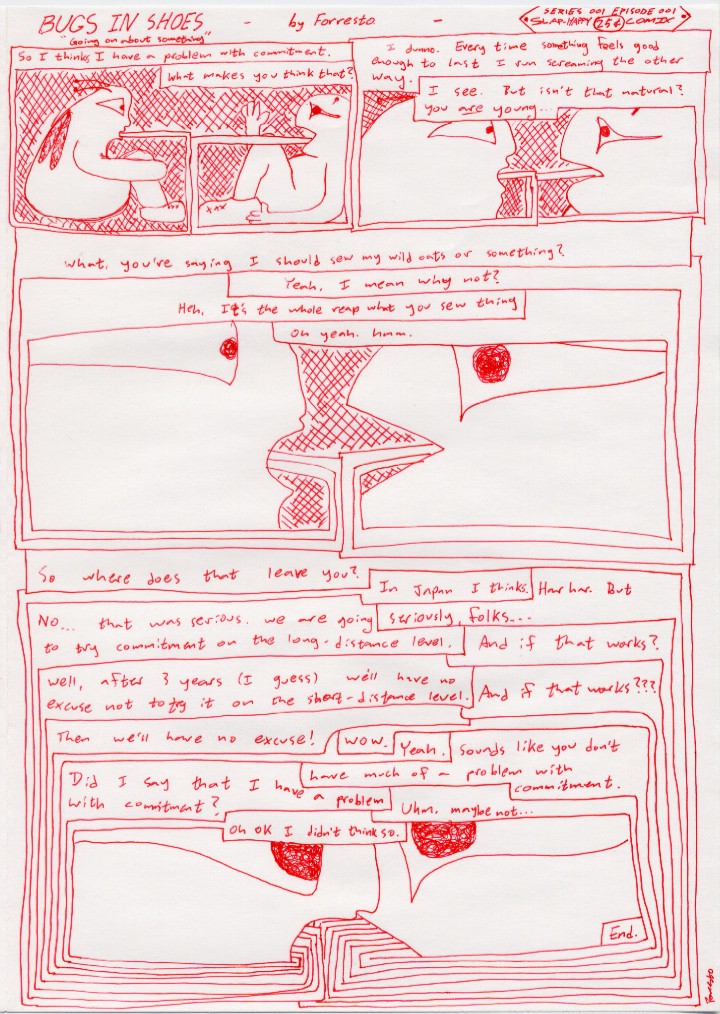 BUGS IN SHOES - by Forresto. -
SERIES 001 EPISODE 001
SLAP-HAPPY 25¢ COMIX
"Going on about something"
So I thinks I have a problem with commitment.
What makes you think that?
I dunno. Every time something feels good
enough to last I run screaming the other
way.
I see. But isn't that natural?
you are young...
What, you're saying I should sew my wild oats or something?
Yeah, I mean why not?
Heh, It's the whole reap what you sew thing
Oh yeah. hmm.
So where does that leave you?
In Japan I thinks.
Har har. But
seriously, folks...
No... that was serious. we are going
to try commitment on the long-distance level.
And if that works?
Well, after 3 years (I guess) we'll have no
excuse not to try it on the short-distance level.
And if that works???
Then we'll have no excuse!
WOW.
Yeah.
sounds like you don't
have much of a problem with
commitment.
Did I say that I have a problem
with comitment?
Uhm, maybe not...
Oh OK I didn't think so.
End.
forresto